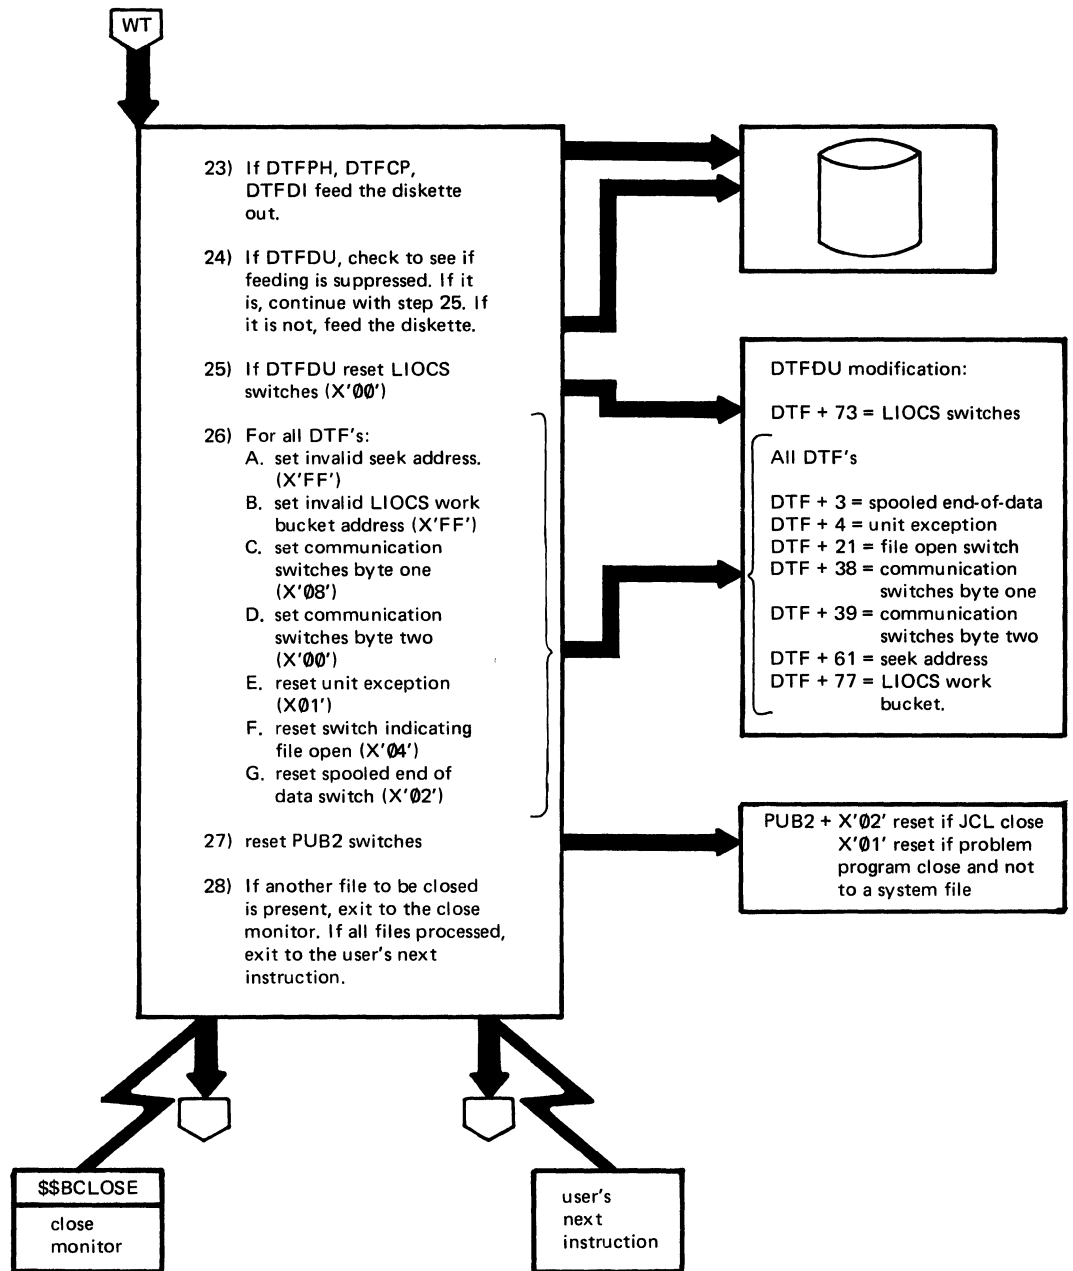 WT
23) If DTFPH, DTFCP,
DTFDI feed the diskette
out.
24) If DTFDU, check to see if
feeding is suppressed. If it
is, continue with step 25. If
it is not, feed the diskette.
25) If DTFDU reset LIOCS
switches (X'00')
26) For all DTF's:
A. set invalid seek address.
(X'FF')
B. set invalid LIOCS work
bucket address (X'FF')
C. set communication
switches byte one
(X'08')
D. set communication
switches byte two
(X'00')
E. reset unit exception
(X01')
F. reset switch indicating
file open (X'04')
G. reset spooled end of
data switch (X'02')
27) reset PUB2 switches
28) If another file to be closed
is present, exit to the close
monitor. If all files processed,
exit to the user's next
instruction.
DTFDU modification:
DTF + 73 = LIOCS switches
All DTF's
DTF + 3 = spooled end-of-data
DTF + 4 = unit exception
DTF + 21 = file open switch
DTF + 38 = communication
switches byte one
DTF + 39 = communication
switches byte two
DTF + 61 = seek address
DTF + 77 = LIOCS work
bucket.
PUB2 + X'02' reset if JCL close
X'01' reset if problem
program close and not
to a system file
$$BCLOSE
close
monitor
user's
next
instruction